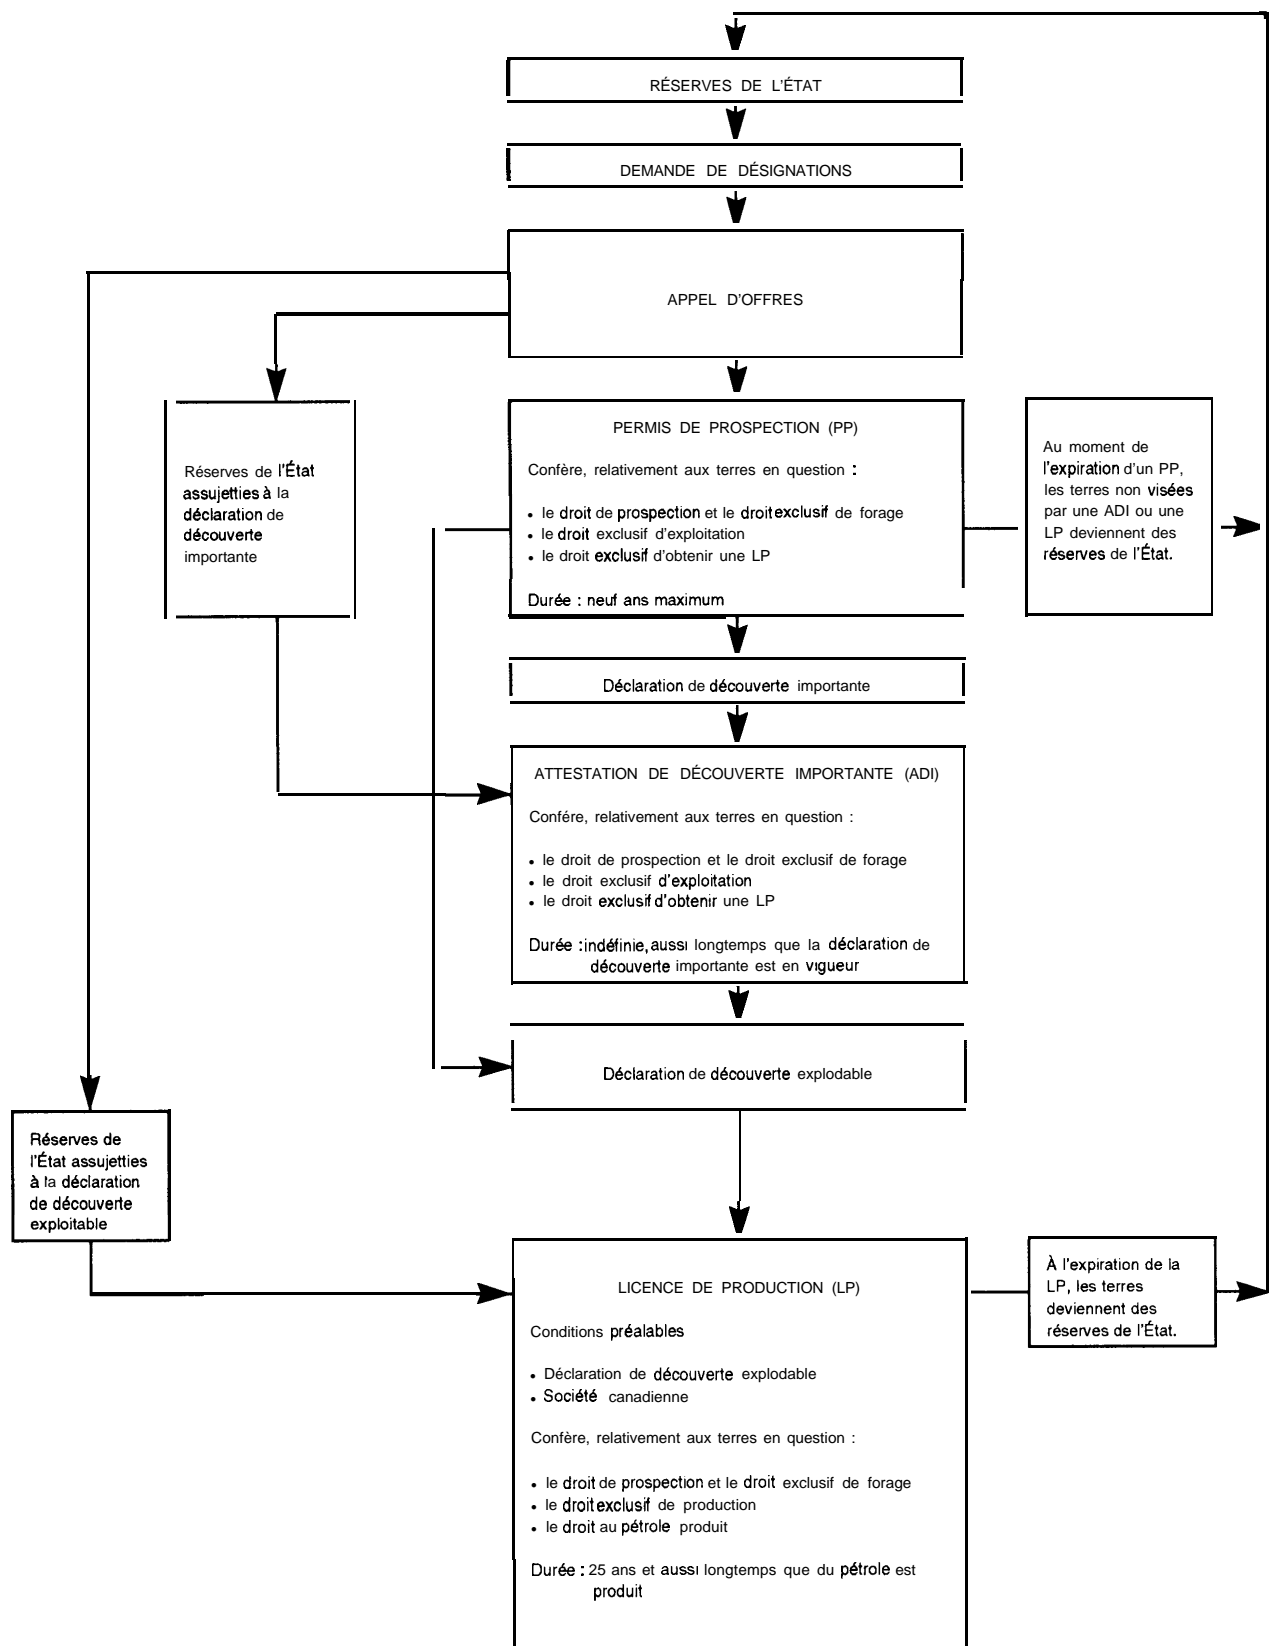 RÉSERVES DE L'ÉTAT
DEMANDE DE DÉSIGNATIONS
APPEL D'OFFRES
Réserves de l'État
assujetties à la
déclaration de
découverte
importante
PERMIS DE PROSPECTION (PP)
Confère, relativement aux terres en question :
• le droit de prospection et le droit exclusif de forage
• le droit exclusif d'exploitation
• le droit exclusif d'obtenir une LP
Durée : neuf ans maximum
Au moment de
l'expiration d'un PP,
les terres non visées
par une ADI ou une
LP deviennent des
réserves de l'État.
Déclaration de découverte importante
ATTESTATION DE DÉCOUVERTE IMPORTANTE (ADI)
Confére, relativement aux terres en question :
• le droit de prospection et le droit exclusif de forage
• le droit exclusif d'exploitation
• le droit exclusif d'obtenir une LP
Durée : indéfinie, aussi longtemps que la déclaration de
découverte importante est en vigueur
Déclaration de découverte explodable
Réserves de
l'État assujetties
à la déclaration
de découverte
exploitable
LICENCE DE PRODUCTION (LP)
Conditions préalables
• Déclaration de découverte explodable
• Société canadienne
Confère, relativement aux terres en question :
• le droit de prospection et le droit exclusif de forage
• le droit exclusif de production
• le droit au pétrole produit
Durée : 25 ans et aussi longtemps que du pétrole est
produit
À l'expiration de la
LP, les terres
deviennent des
réserves de l'État.